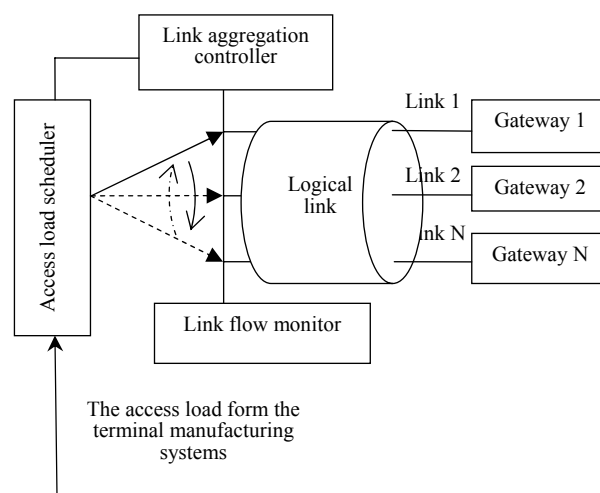 Link aggregation
controller
Access load scheduler
Link 1
Gateway 1
Link 2
Gateway 2
Logical
link
ink N
Gateway N
Link flow monitor
The access load form the
terminal manufacturing
systems